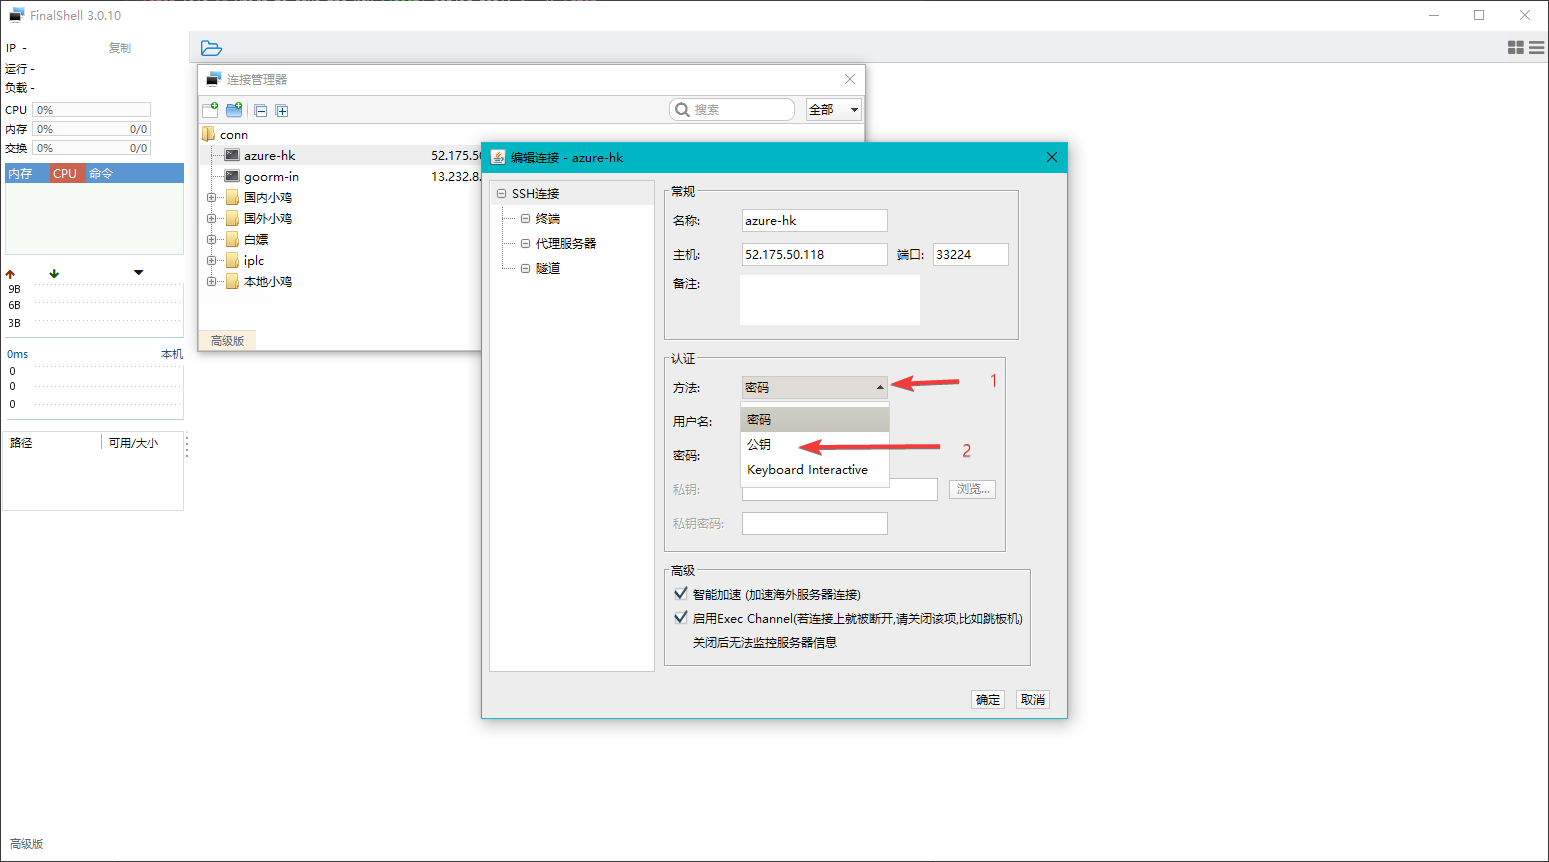 FinalShell 3.0.10
IP -
复制
运行 -
负载 -
CPU 0%
内存 0% 0/0
交换 0% 0/0
内存 CPU 命令
9B
6B
3B
0ms 本机
0
0
0
路径 可用/大小
高级版
连接管理器
搜索
全部
conn
azure-hk 52.175.50
goorm-in 13.232.8.
国内小鸡
国外小鸡
白嫖
iplc
本地小鸡
高级版
编辑连接 - azure-hk
SSH连接
终端
代理服务器
隧道
常规
名称: azure-hk
主机: 52.175.50.118 端口: 33224
备注:
认证
方法: 密码 1
用户名:
密码
公钥 2
密码:
Keyboard Interactive
私钥: 浏览...
私钥密码:
高级
智能加速 (加速海外服务器连接)
启用Exec Channel(若连接上就被断开,请关闭该项,比如跳板机)
关闭后无法监控服务器信息
确定 取消